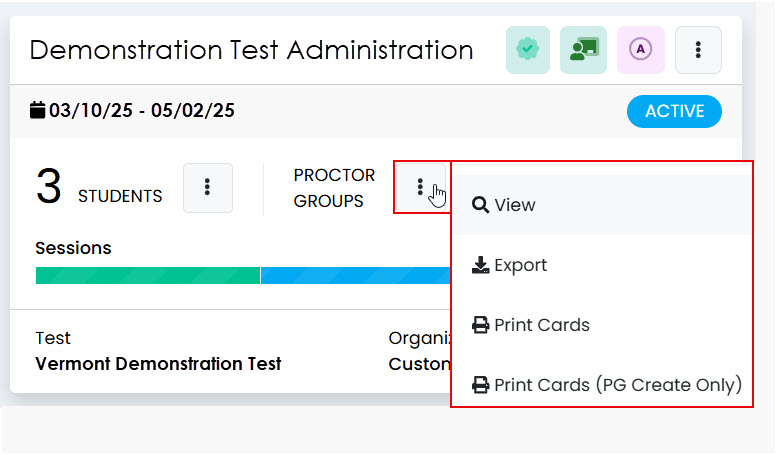 Demonstration Test Administration
A
03/10/25 - 05/02/25
ACTIVE
3 STUDENTS
PROCTOR
GROUPS
View
Export
Print Cards
Print Cards (PG Create Only)
Sessions
Test
Vermont Demonstration Test
Organiz
Custon